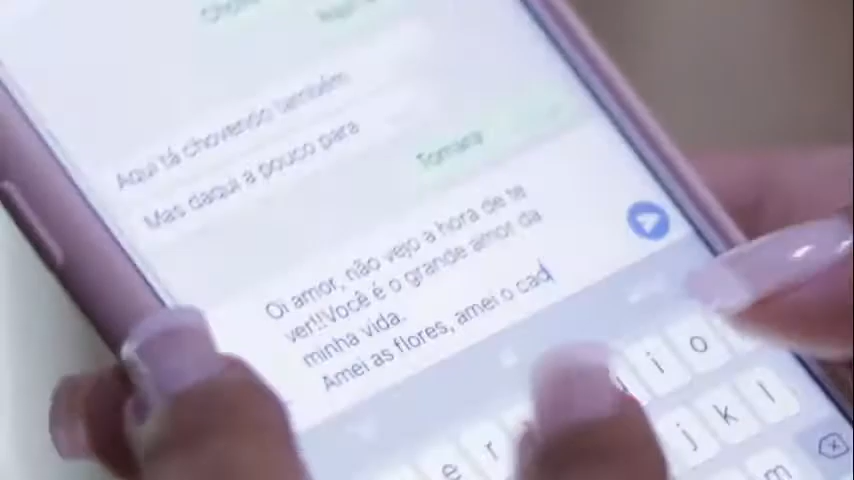 Aqui tá chovendo também
Mas daqui a pouco para
Tomara
Oi amor, não vejo a hora de te
ver!!Você é o grande amor da
minha vida.
Amei as flores, amei o cad
e r u i o
j k l
m